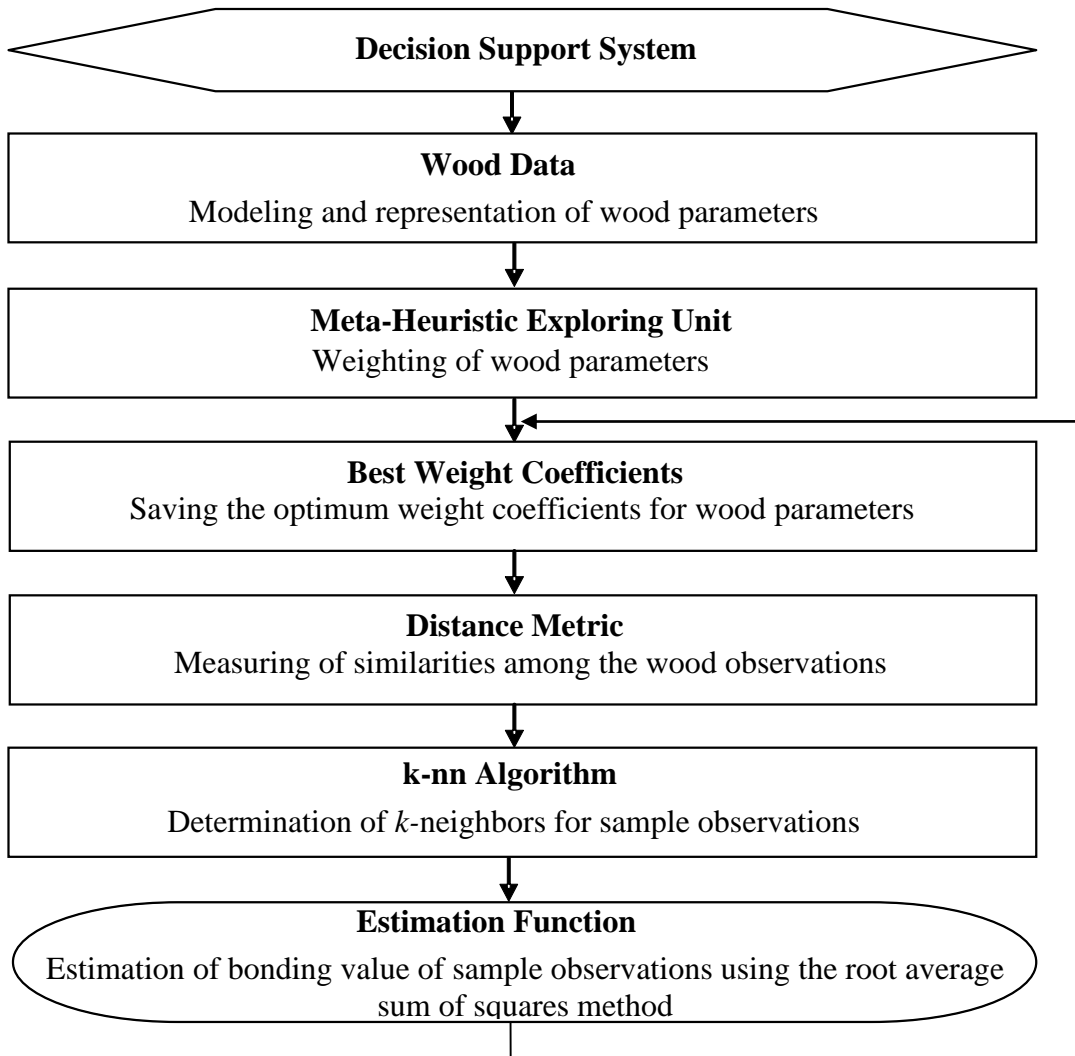 Decision Support System
Wood Data
Modeling and representation of wood parameters
Meta-Heuristic Exploring Unit
Weighting of wood parameters
Best Weight Coefficients
Saving the optimum weight coefficients for wood parameters
Distance Metric
Measuring of similarities among the wood observations
k-nn Algorithm
Determination of k-neighbors for sample observations
Estimation Function
Estimation of bonding value of sample observations using the root average
sum of squares method